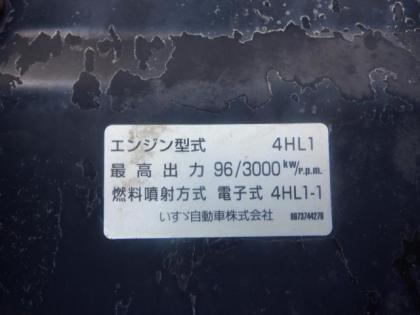 エンジン型式 4HL1
最高出力 96/3000 kw/r.p.m.
燃料噴射方式 電子式 4HL1-1
いすゞ自動車株式会社 8973744270